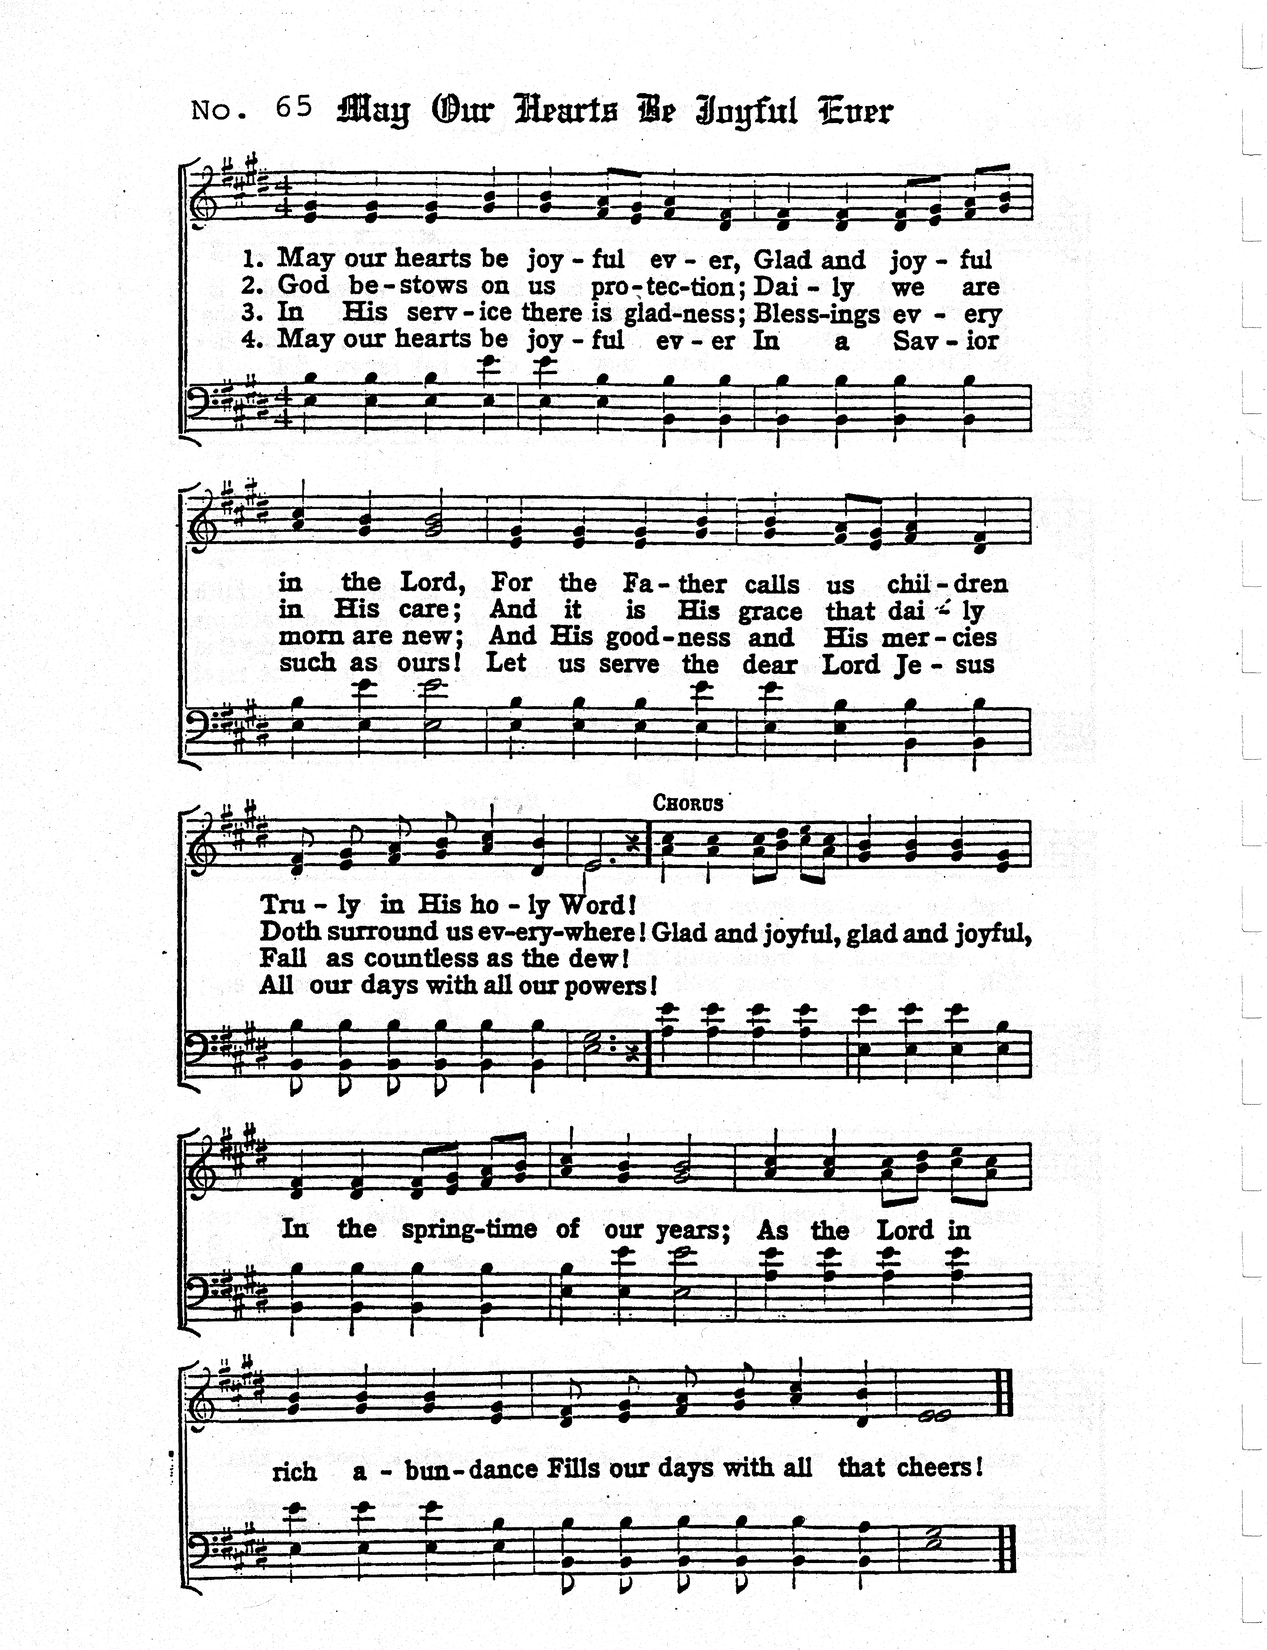 No. 65 May Our Hearts Be Joyful Ever
1. May our hearts be joy - ful ev - er, Glad and joy - ful
2. God be - stows on us pro - tec - tion; Dai - ly we are
3. In His serv - ice there is glad - ness; Bless - ings ev - ery
4. May our hearts be joy - ful ev - er In a Sav - ior
in the Lord, For the Fa - ther calls us chil - dren
in His care; And it is His grace that dai - ly
morn are new; And His good - ness and His mer - cies
such as ours! Let us serve the dear Lord Je - sus
CHORUS
Tru - ly in His ho - ly Word!
Doth surround us ev-ery-where! Glad and joyful, glad and joyful,
Fall as countless as the dew!
All our days with all our powers!
In the spring-time of our years; As the Lord in
rich a - bun - dance Fills our days with all that cheers!